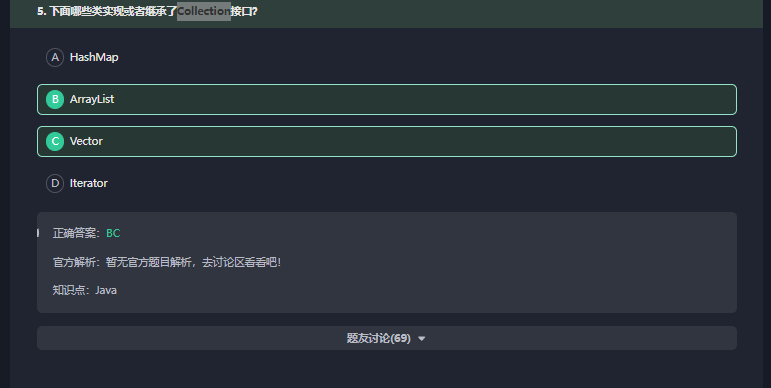 5. 下面哪些类实现或者继承了Collection接口?
A HashMap
B ArrayList
C Vector
D Iterator
正确答案：BC
官方解析：暂无官方题目解析，去讨论区看看吧！
知识点：Java
题友讨论(69)